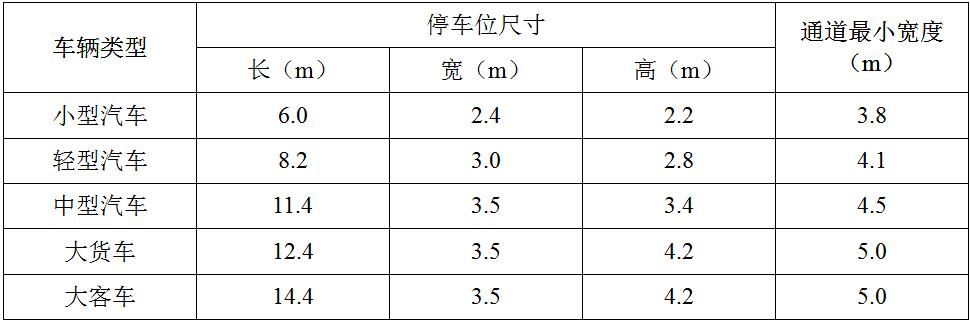 车辆类型 停车位尺寸 通道最小宽度
（m）
长（m） 宽（m） 高（m）
小型汽车 6.0 2.4 2.2 3.8
轻型汽车 8.2 3.0 2.8 4.1
中型汽车 11.4 3.5 3.4 4.5
大货车 12.4 3.5 4.2 5.0
大客车 14.4 3.5 4.2 5.0